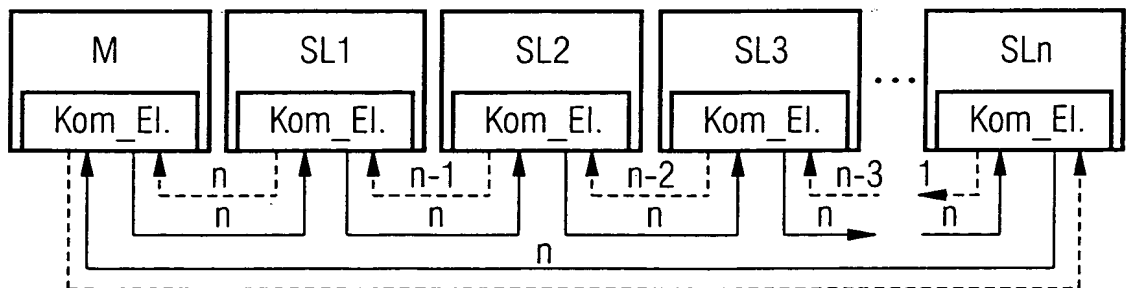 M SL1 SL2 SL3 ... SLn
Kom_El. Kom_El. Kom_El. Kom_El. Kom_El.
n n-1 n-2 n-3 1
n n n n n
n